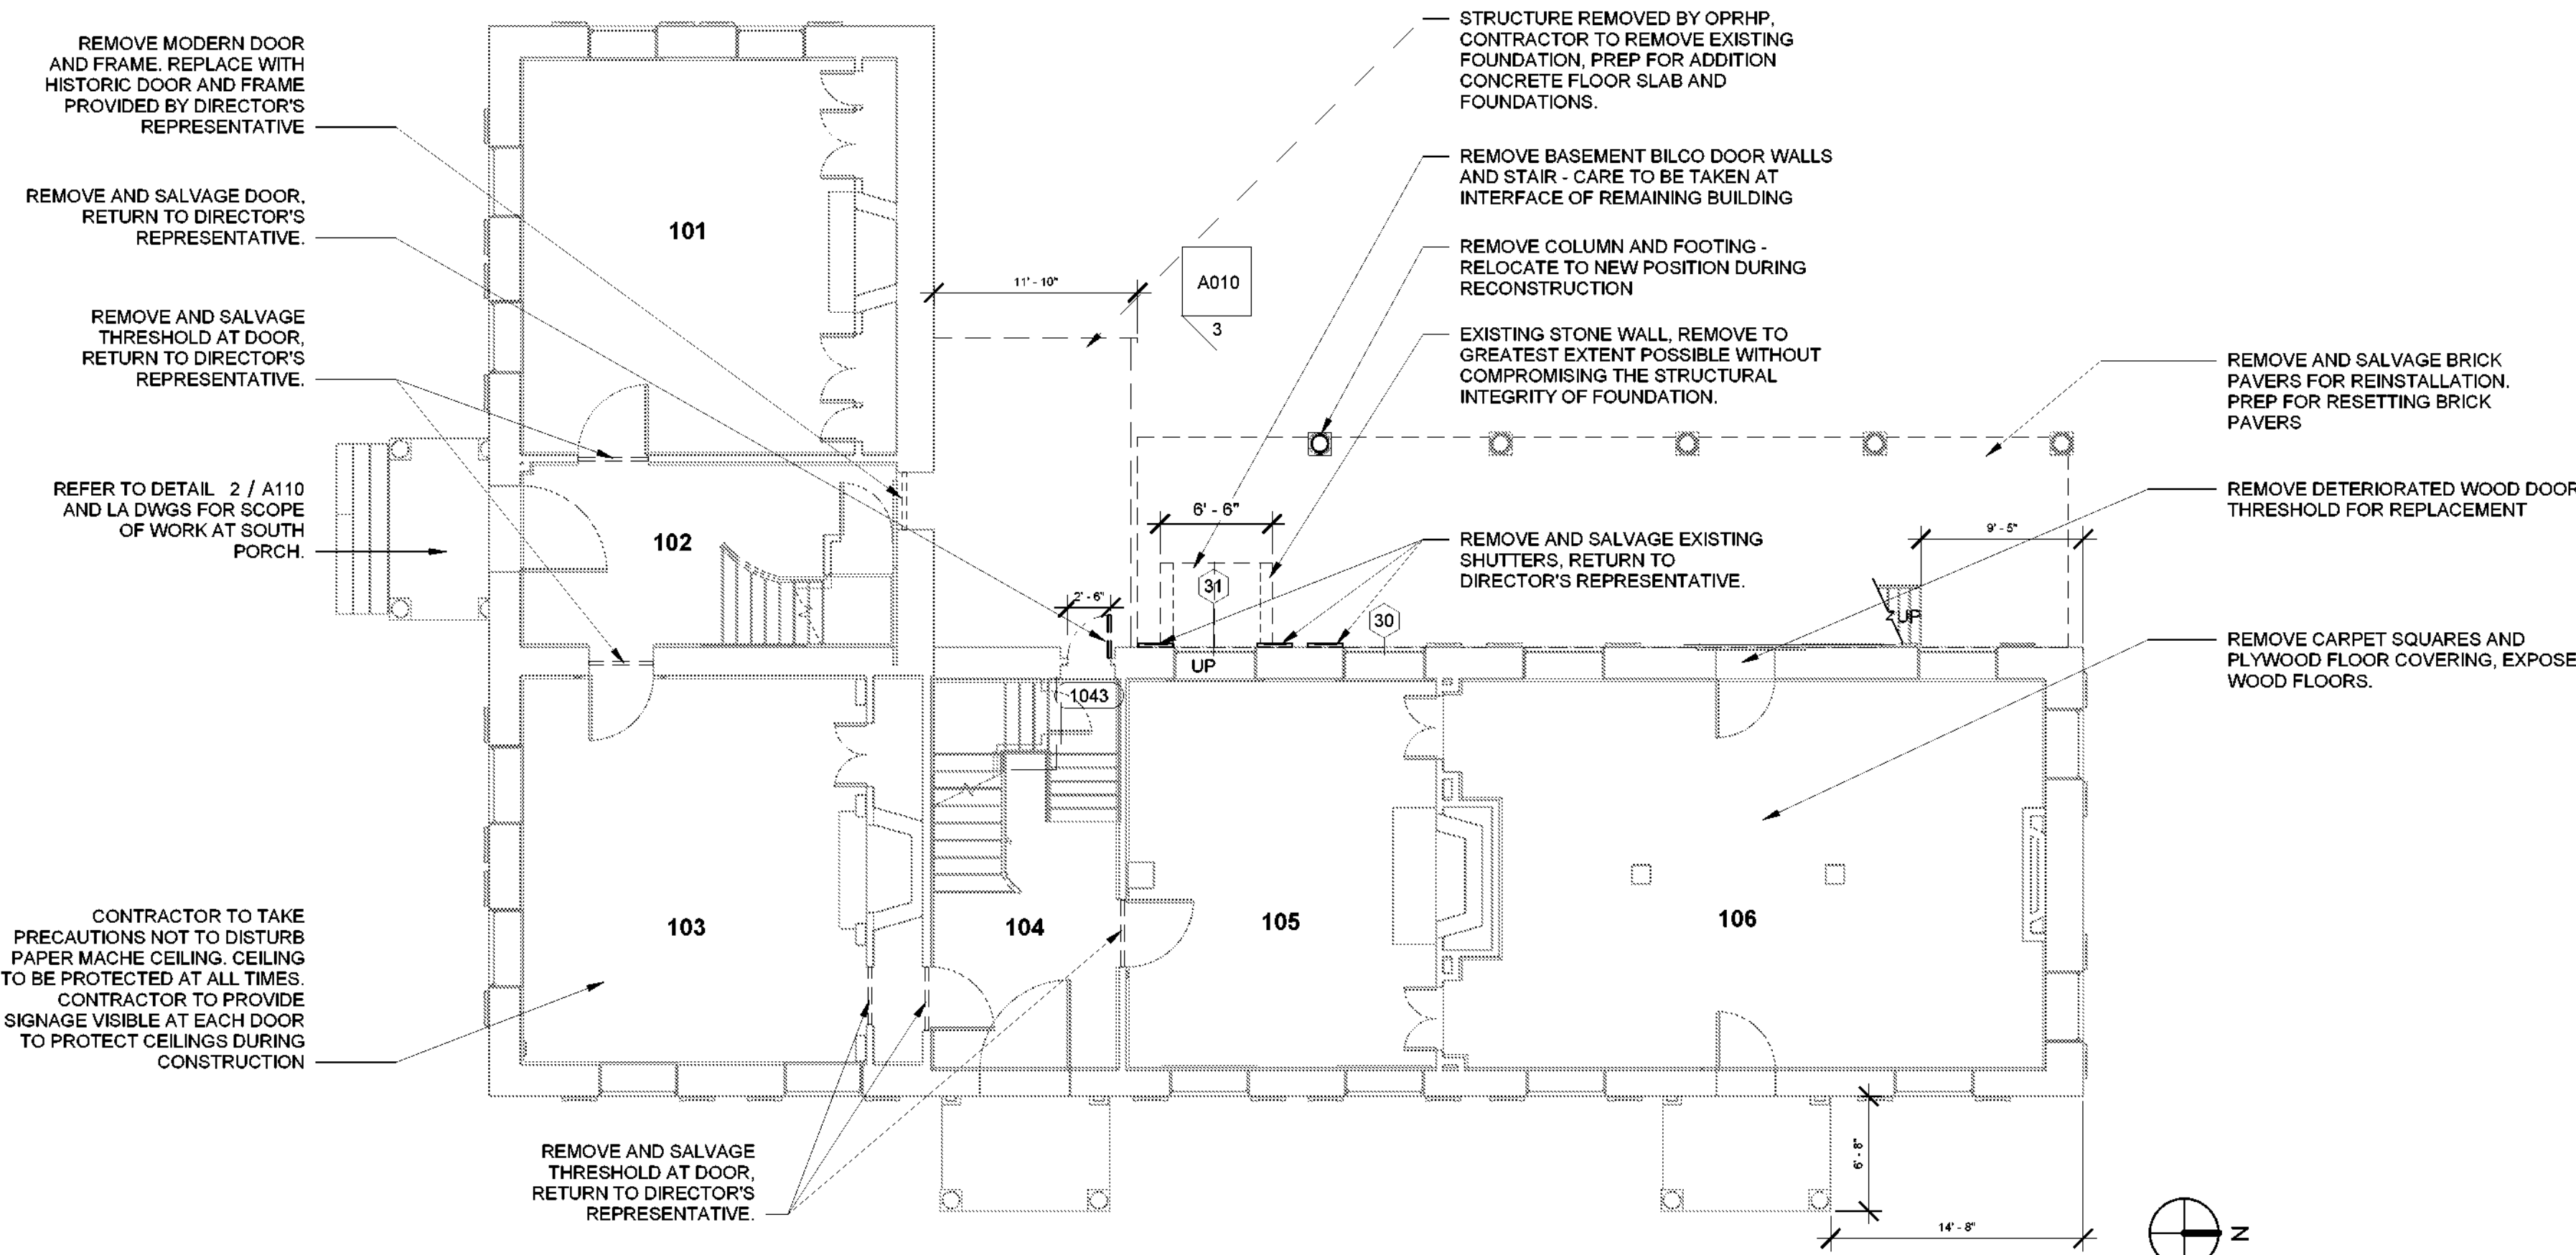 REMOVE MODERN DOOR
AND FRAME. REPLACE WITH
HISTORIC DOOR AND FRAME
PROVIDED BY DIRECTOR'S
REPRESENTATIVE
REMOVE AND SALVAGE DOOR,
RETURN TO DIRECTOR'S
REPRESENTATIVE.
REMOVE AND SALVAGE
THRESHOLD AT DOOR,
RETURN TO DIRECTOR'S
REPRESENTATIVE.
REFER TO DETAIL 2 / A110
AND LA DWGS FOR SCOPE
OF WORK AT SOUTH
PORCH.
CONTRACTOR TO TAKE
PRECAUTIONS NOT TO DISTURB
PAPER MACHE CEILING. CEILING
TO BE PROTECTED AT ALL TIMES.
CONTRACTOR TO PROVIDE
SIGNAGE VISIBLE AT EACH DOOR
TO PROTECT CEILINGS DURING
CONSTRUCTION
REMOVE AND SALVAGE
THRESHOLD AT DOOR,
RETURN TO DIRECTOR'S
REPRESENTATIVE.
101
102
103
104
105
106
11' - 10"
A010
3
6' - 6"
2' - 6"
31
30
UP
1043
9' - 5"
2 UP
6' - 8"
14' - 8"
N
STRUCTURE REMOVED BY OPRHP,
CONTRACTOR TO REMOVE EXISTING
FOUNDATION, PREP FOR ADDITION
CONCRETE FLOOR SLAB AND
FOUNDATIONS.
REMOVE BASEMENT BILCO DOOR WALLS
AND STAIR - CARE TO BE TAKEN AT
INTERFACE OF REMAINING BUILDING
REMOVE COLUMN AND FOOTING -
RELOCATE TO NEW POSITION DURING
RECONSTRUCTION
EXISTING STONE WALL, REMOVE TO
GREATEST EXTENT POSSIBLE WITHOUT
COMPROMISING THE STRUCTURAL
INTEGRITY OF FOUNDATION.
REMOVE AND SALVAGE EXISTING
SHUTTERS, RETURN TO
DIRECTOR'S REPRESENTATIVE.
REMOVE AND SALVAGE BRICK
PAVERS FOR REINSTALLATION.
PREP FOR RESETTING BRICK
PAVERS
REMOVE DETERIORATED WOOD DOOR
THRESHOLD FOR REPLACEMENT
REMOVE CARPET SQUARES AND
PLYWOOD FLOOR COVERING, EXPOSE
WOOD FLOORS.